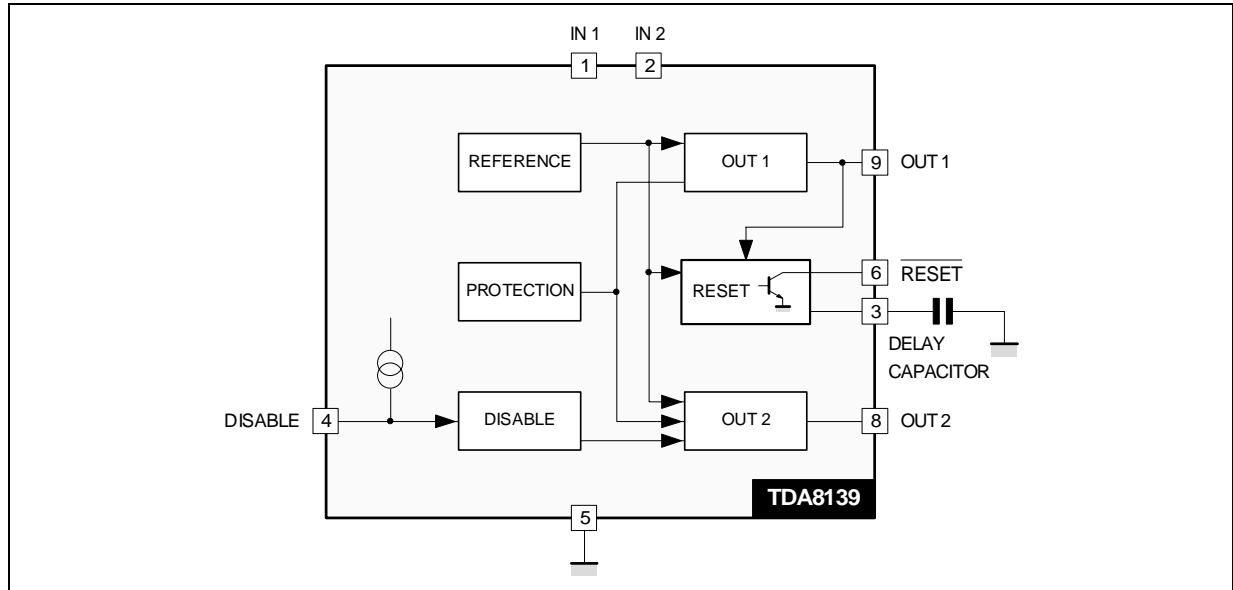 IN 1 IN 2
1 2
REFERENCE
OUT 1
9 OUT 1
PROTECTION
RESET
6 RESET
3
DELAY
CAPACITOR
DISABLE 4
DISABLE
OUT 2
8 OUT 2
TDA8139
5